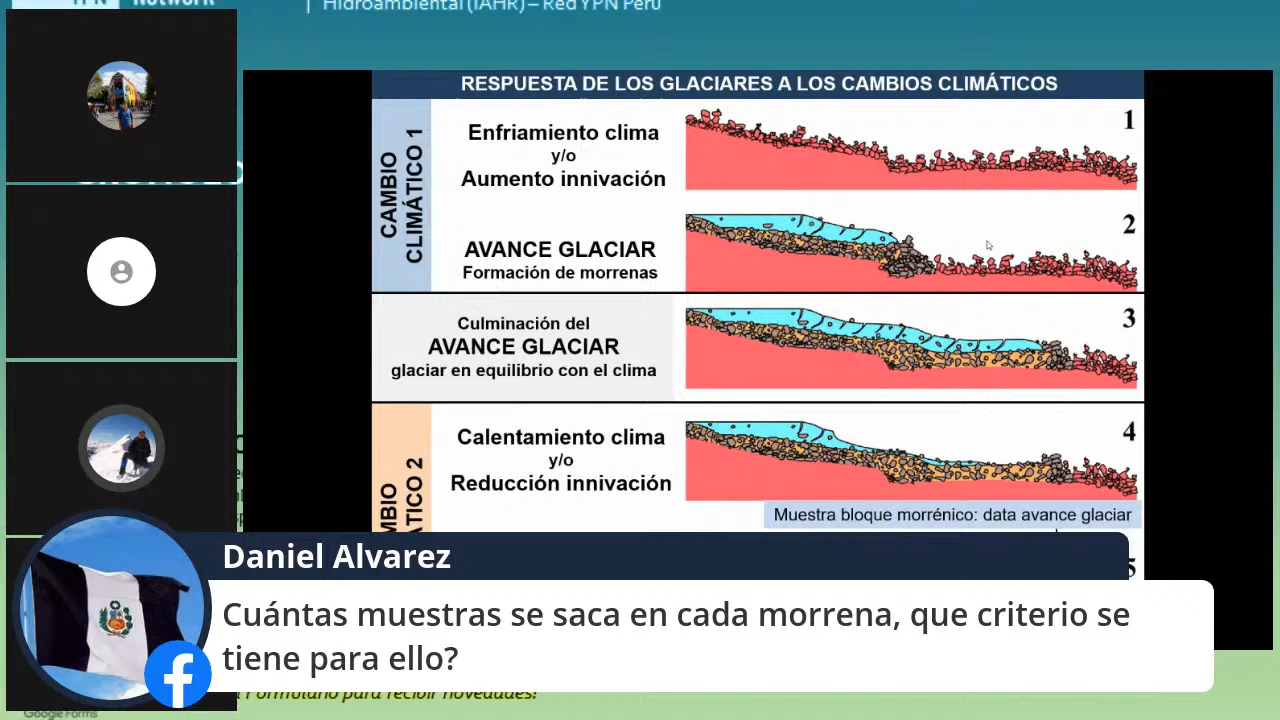 Network
Hidroambiental (IAHR) – Red YPN Perú
RESPUESTA DE LOS GLACIARES A LOS CAMBIOS CLIMÁTICOS
CAMBIO
CLIMÁTICO 1
Enfriamiento clima
y/o
Aumento innivación
1
AVANCE GLACIAR
Formación de morrenas
2
Culminación del
AVANCE GLACIAR
glaciar en equilibrio con el clima
3
Calentamiento clima
y/o
Reducción innivación
4
Muestra bloque morrénico: data avance glaciar
5
Daniel Alvarez
Cuántas muestras se saca en cada morrena, que criterio se
tiene para ello?
Formulario para recibir novedades!
Google Forms